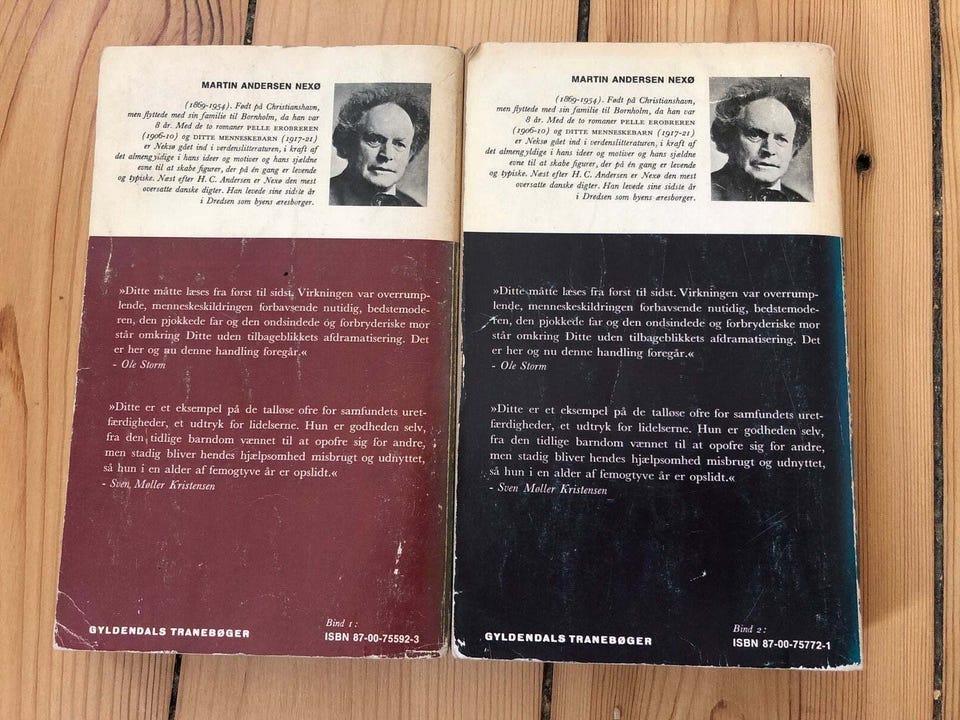 MARTIN ANDERSEN NEXØ
(1869-1954). Født på Christianshavn,
men flyttede med sin familie til Bornholm, da han var
8 år. Med de to romaner PELLE EROBREREN
(1906-10) og DITTE MENNESKEBARN (1917-21)
er Neksø gået ind i verdenslitteraturen, i kraft af
det almengyldige i hans ideer og motiver og hans sjældne
evne til at skabe figurer, der på én gang er levende
og typiske. Næst efter H. C. Andersen er Nexø den mest
oversatte danske digter. Han levede sine sidste år
i Dredsen som byens æresborger.
»Ditte måtte læses fra først til sidst. Virkningen var overrump-
lende, menneskeskildringen forbavsende nutidig, bedstemode-
ren, den pjokkede far og den ondsindede og forbryderiske mor
står omkring Ditte uden tilbageblikkets afdramatisering. Det
er her og nu denne handling foregår.«
- Ole Storm
»Ditte er et eksempel på de talløse ofre for samfundets uret-
færdigheder, et udtryk for lidelserne. Hun er godheden selv,
fra den tidlige barndom vænnet til at opofre sig for andre,
men stadig bliver hendes hjælpsomhed misbrugt og udnyttet,
så hun i en alder af femogtyve år er opslidt.«
- Sven Møller Kristensen
GYLDENDALS TRANEBØGER
Bind 1:
ISBN 87-00-75592-3
MARTIN ANDERSEN NEXØ
(1869-1954). Født på Christianshavn,
men flyttede med sin familie til Bornholm, da han var
8 år. Med de to romaner PELLE EROBREREN
(1906-10) og DITTE MENNESKEBARN (1917-21)
er Neksø gået ind i verdenslitteraturen, i kraft af
det almengyldige i hans ideer og motiver og hans sjældne
evne til at skabe figurer, der på én gang er levende
og typiske. Næst efter H. C. Andersen er Nexø den mest
oversatte danske digter. Han levede sine sidste år
i Dredsen som byens æresborger.
»Ditte måtte læses fra først til sidst. Virkningen var overrump-
lende, menneskeskildringen forbavsende nutidig, bedstemode-
ren, den pjokkede far og den ondsindede og forbryderiske mor
står omkring Ditte uden tilbageblikkets afdramatisering. Det
er her og nu denne handling foregår.«
- Ole Storm
»Ditte er et eksempel på de talløse ofre for samfundets uret-
færdigheder, et udtryk for lidelserne. Hun er godheden selv,
fra den tidlige barndom vænnet til at opofre sig for andre,
men stadig bliver hendes hjælpsomhed misbrugt og udnyttet,
så hun i en alder af femogtyve år er opslidt.«
- Sven Møller Kristensen
GYLDENDALS TRANEBØGER
Bind 2:
ISBN 87-00-75772-1